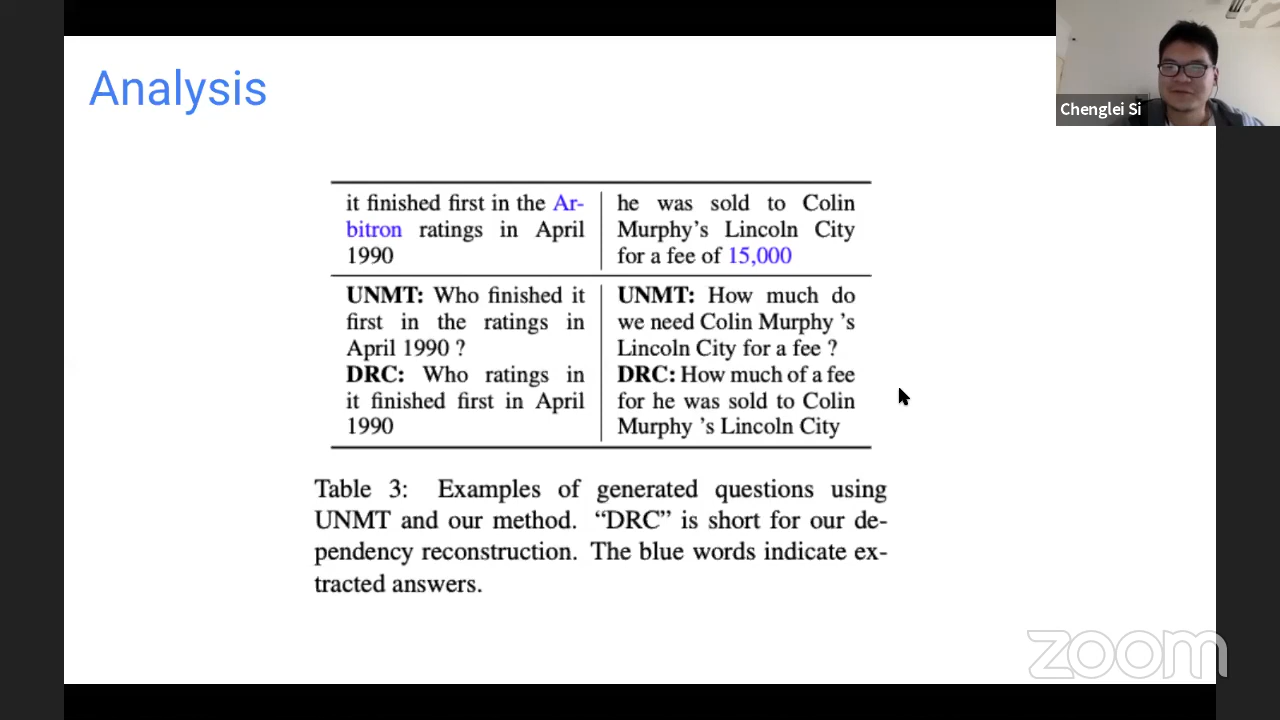 Analysis
Chenglei Si
it finished first in the Ar-
bitron ratings in April
1990
he was sold to Colin
Murphy's Lincoln City
for a fee of 15,000
UNMT: Who finished it
first in the ratings in
April 1990 ?
DRC: Who ratings in
it finished first in April
1990
UNMT: How much do
we need Colin Murphy 's
Lincoln City for a fee ?
DRC: How much of a fee
for he was sold to Colin
Murphy 's Lincoln City
Table 3: Examples of generated questions using
UNMT and our method. “DRC” is short for our de-
pendency reconstruction. The blue words indicate ex-
tracted answers.
zoom